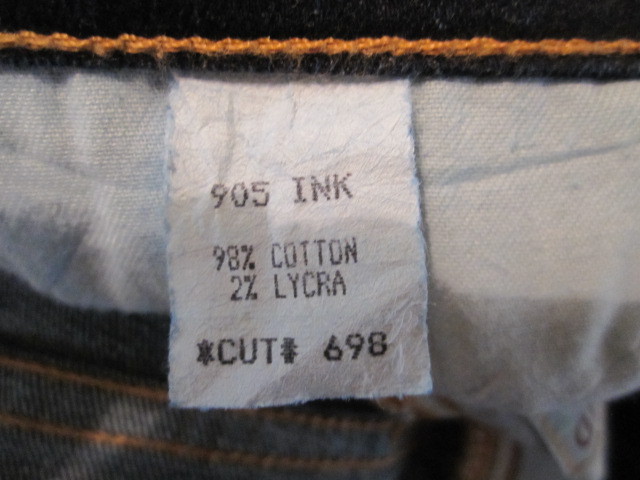 905 INK
98% COTTON
2% LYCRA
*CUT# 698